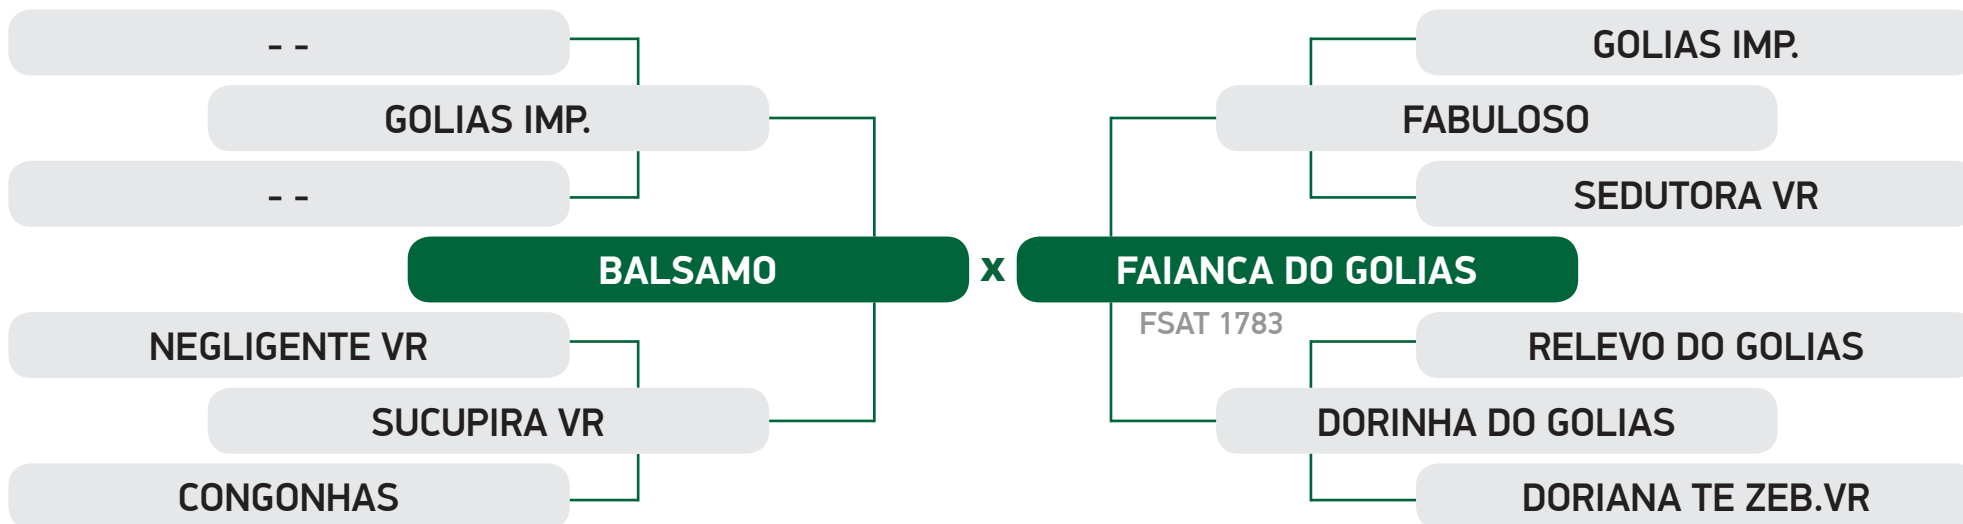 - -
GOLIAS IMP.
GOLIAS IMP.
FABULOSO
- -
SEDUTORA VR
BALSAMO x FAIANCA DO GOLIAS
FSAT 1783
NEGLIGENTE VR
RELEVO DO GOLIAS
SUCUPIRA VR
DORINHA DO GOLIAS
CONGONHAS
DORIANA TE ZEB.VR